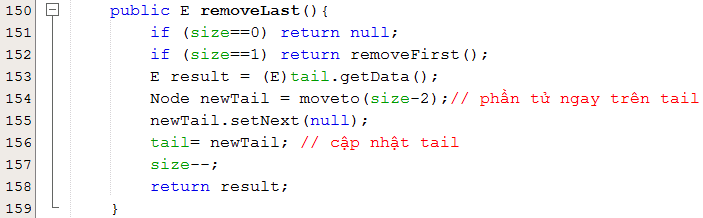 150 public E removeLast(){
151 if (size==0) return null;
152 if (size==1) return removeFirst();
153 E result = (E)tail.getData();
154 Node newTail = moveto(size-2);// phần tử ngay trên tail
155 newTail.setNext(null);
156 tail= newTail; // cập nhật tail
157 size--;
158 return result;
159 }